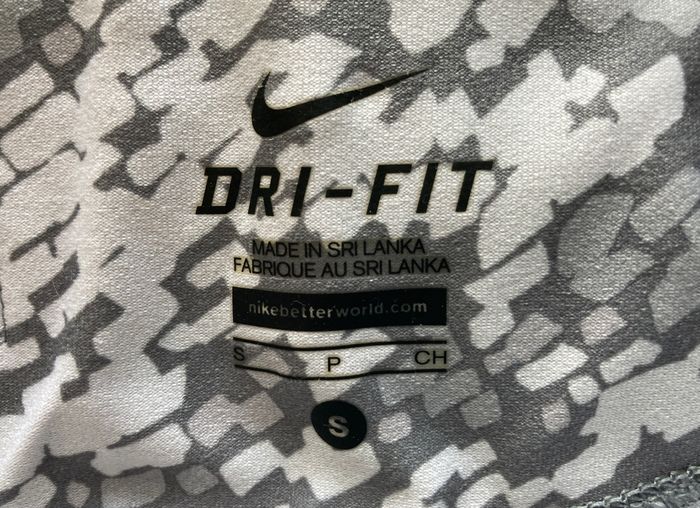 DRI-FIT
MADE IN SRI LANKA
FABRIQUE AU SRI LANKA
nikebetterworld.com
S P CH
S